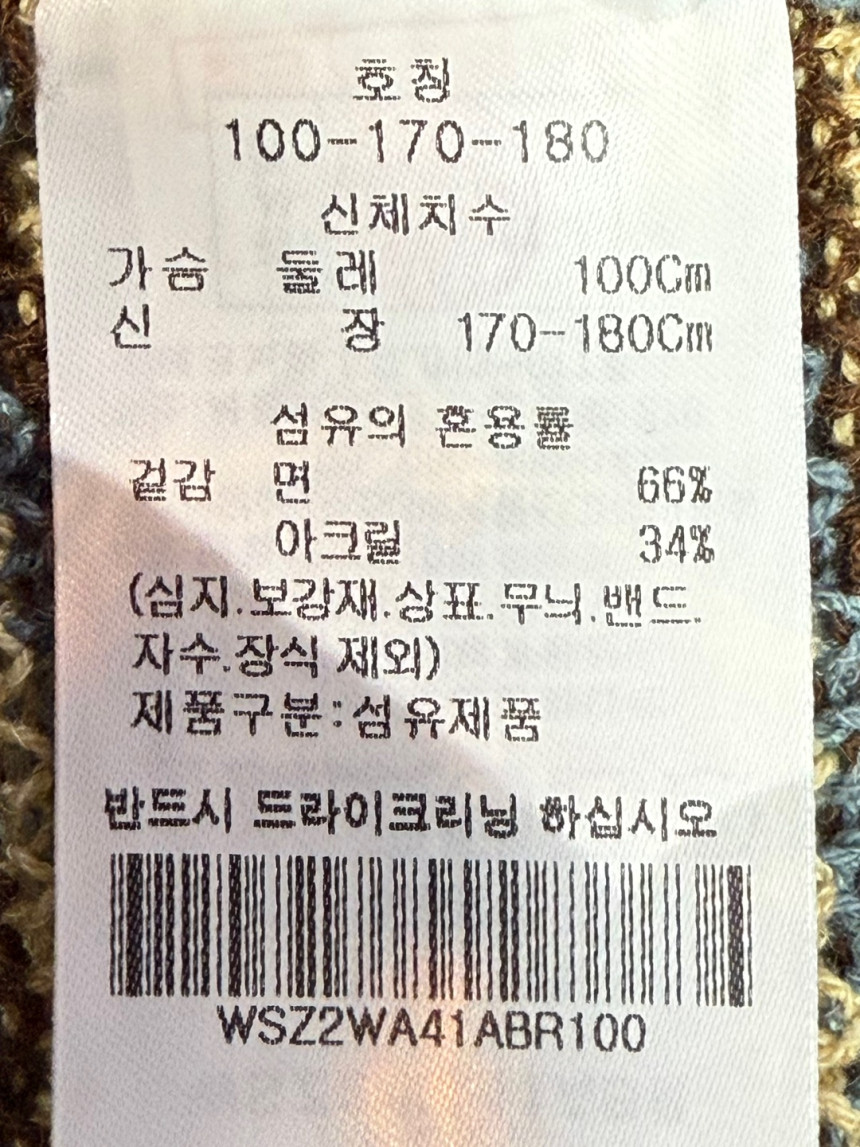 호칭
100-170-180
신체치수
가슴 둘레 100Cm
신 장 170-180Cm
섬유의 혼용률
겉감 면 66%
아크릴 34%
(심지.보강재.상표.무늬.밴드
자수.장식 제외)
제품구분:섬유제품
반드시 드라이크리닝 하십시오
WSZ2WA41ABR100